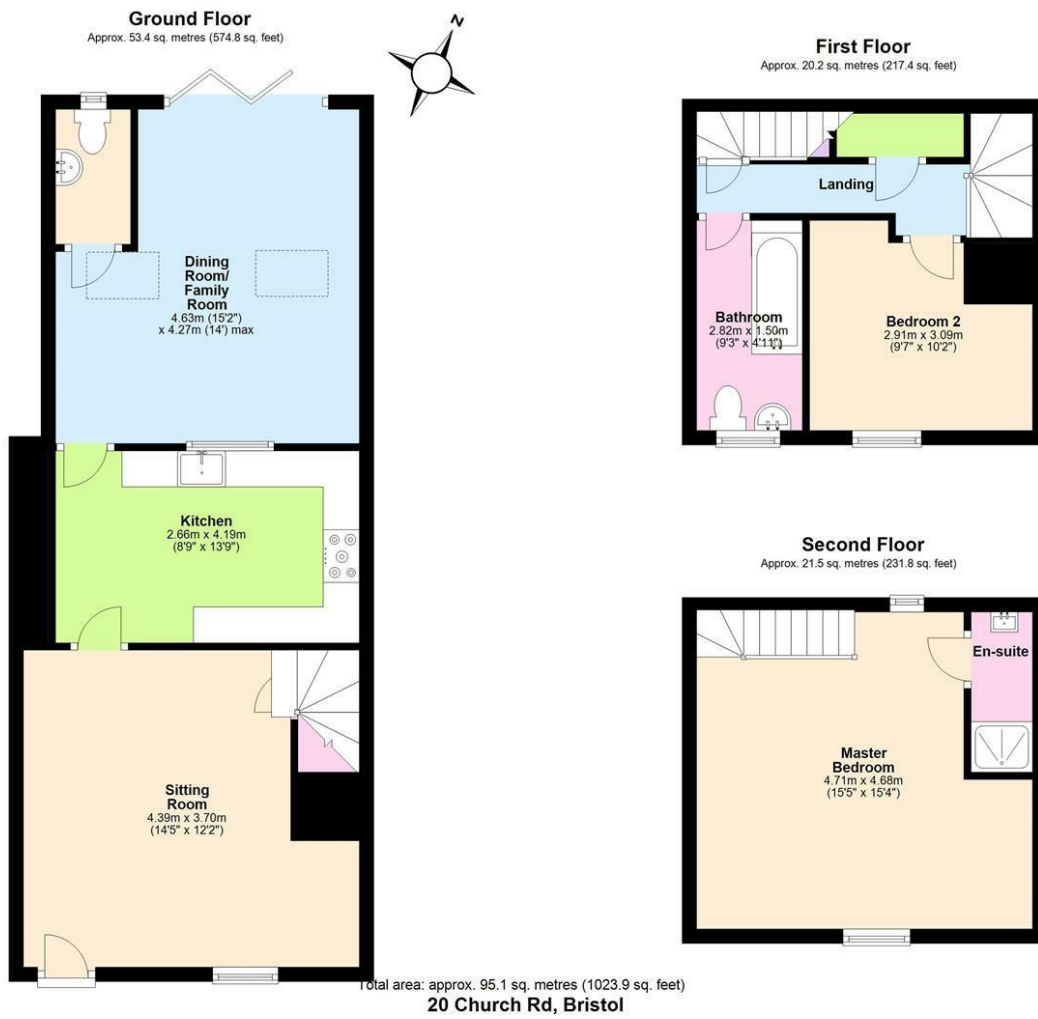 Ground Floor
Approx. 53.4 sq. metres (574.8 sq. feet)
N
Dining
Room/
Family
Room
4.63m (15'2")
x 4.27m (14') max
Kitchen
2.66m x 4.19m
(8'9" x 13'9")
Sitting
Room
4.39m x 3.70m
(14'5" x 12'2")
First Floor
Approx. 20.2 sq. metres (217.4 sq. feet)
Landing
Bathroom
2.82m x 1.50m
(9'3" x 4'11")
Bedroom 2
2.91m x 3.09m
(9'7" x 10'2")
Second Floor
Approx. 21.5 sq. metres (231.8 sq. feet)
En-suite
Master
Bedroom
4.71m x 4.68m
(15'5" x 15'4")
Total area: approx. 95.1 sq. metres (1023.9 sq. feet)
20 Church Rd, Bristol